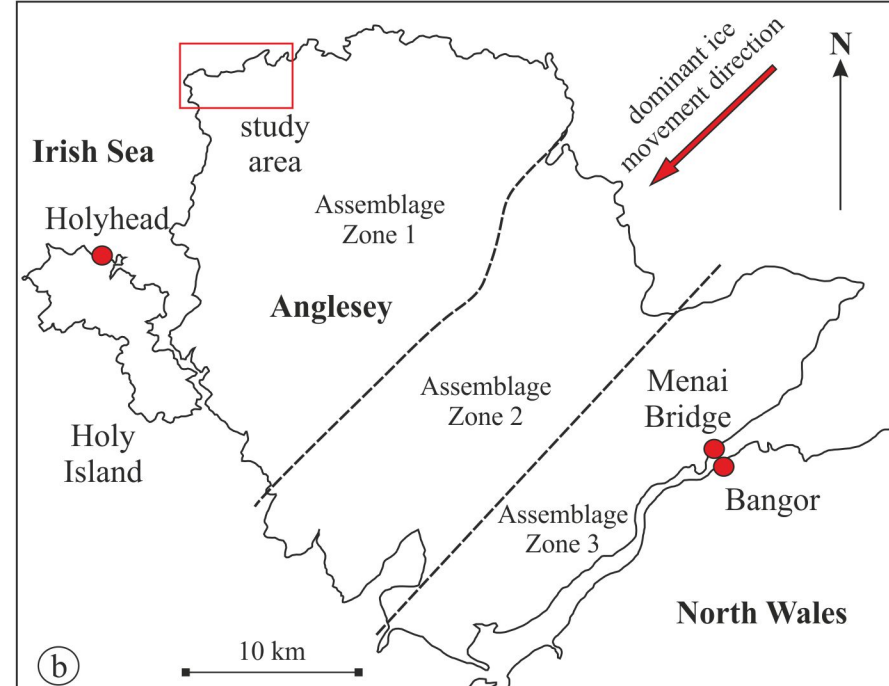 dominant ice
movement direction
N
study
area
Irish Sea
Holyhead
Assemblage
Zone 1
Anglesey
Assemblage
Zone 2
Menai
Bridge
Holy
Island
Bangor
Assemblage
Zone 3
North Wales
10 km
b